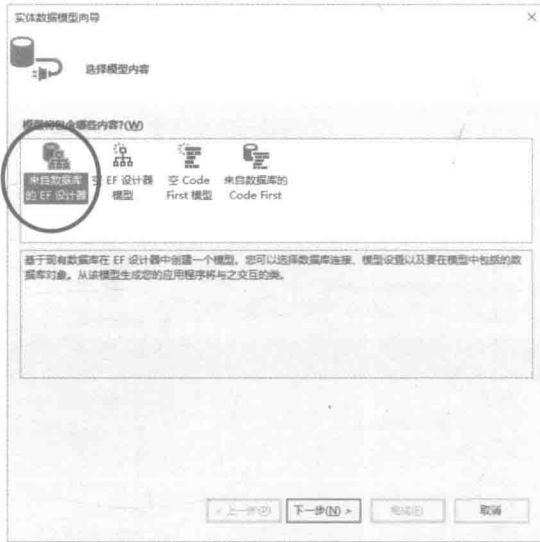 实体数据模型向导
选择模型内容
模型将包含哪些内容?(W)
来自数据库 空 EF 设计器 空 Code 来自数据库的
的 EF 设计器 模型 First 模型 Code First
基于现有数据库在 EF 设计器中创建一个模型。您可以选择数据库连接、模型设置以及要在模型中包括的数
据库对象。从该模型生成您的应用程序将与之交互的类。
< 上一步(P) 下一步(N) > 完成(F) 取消